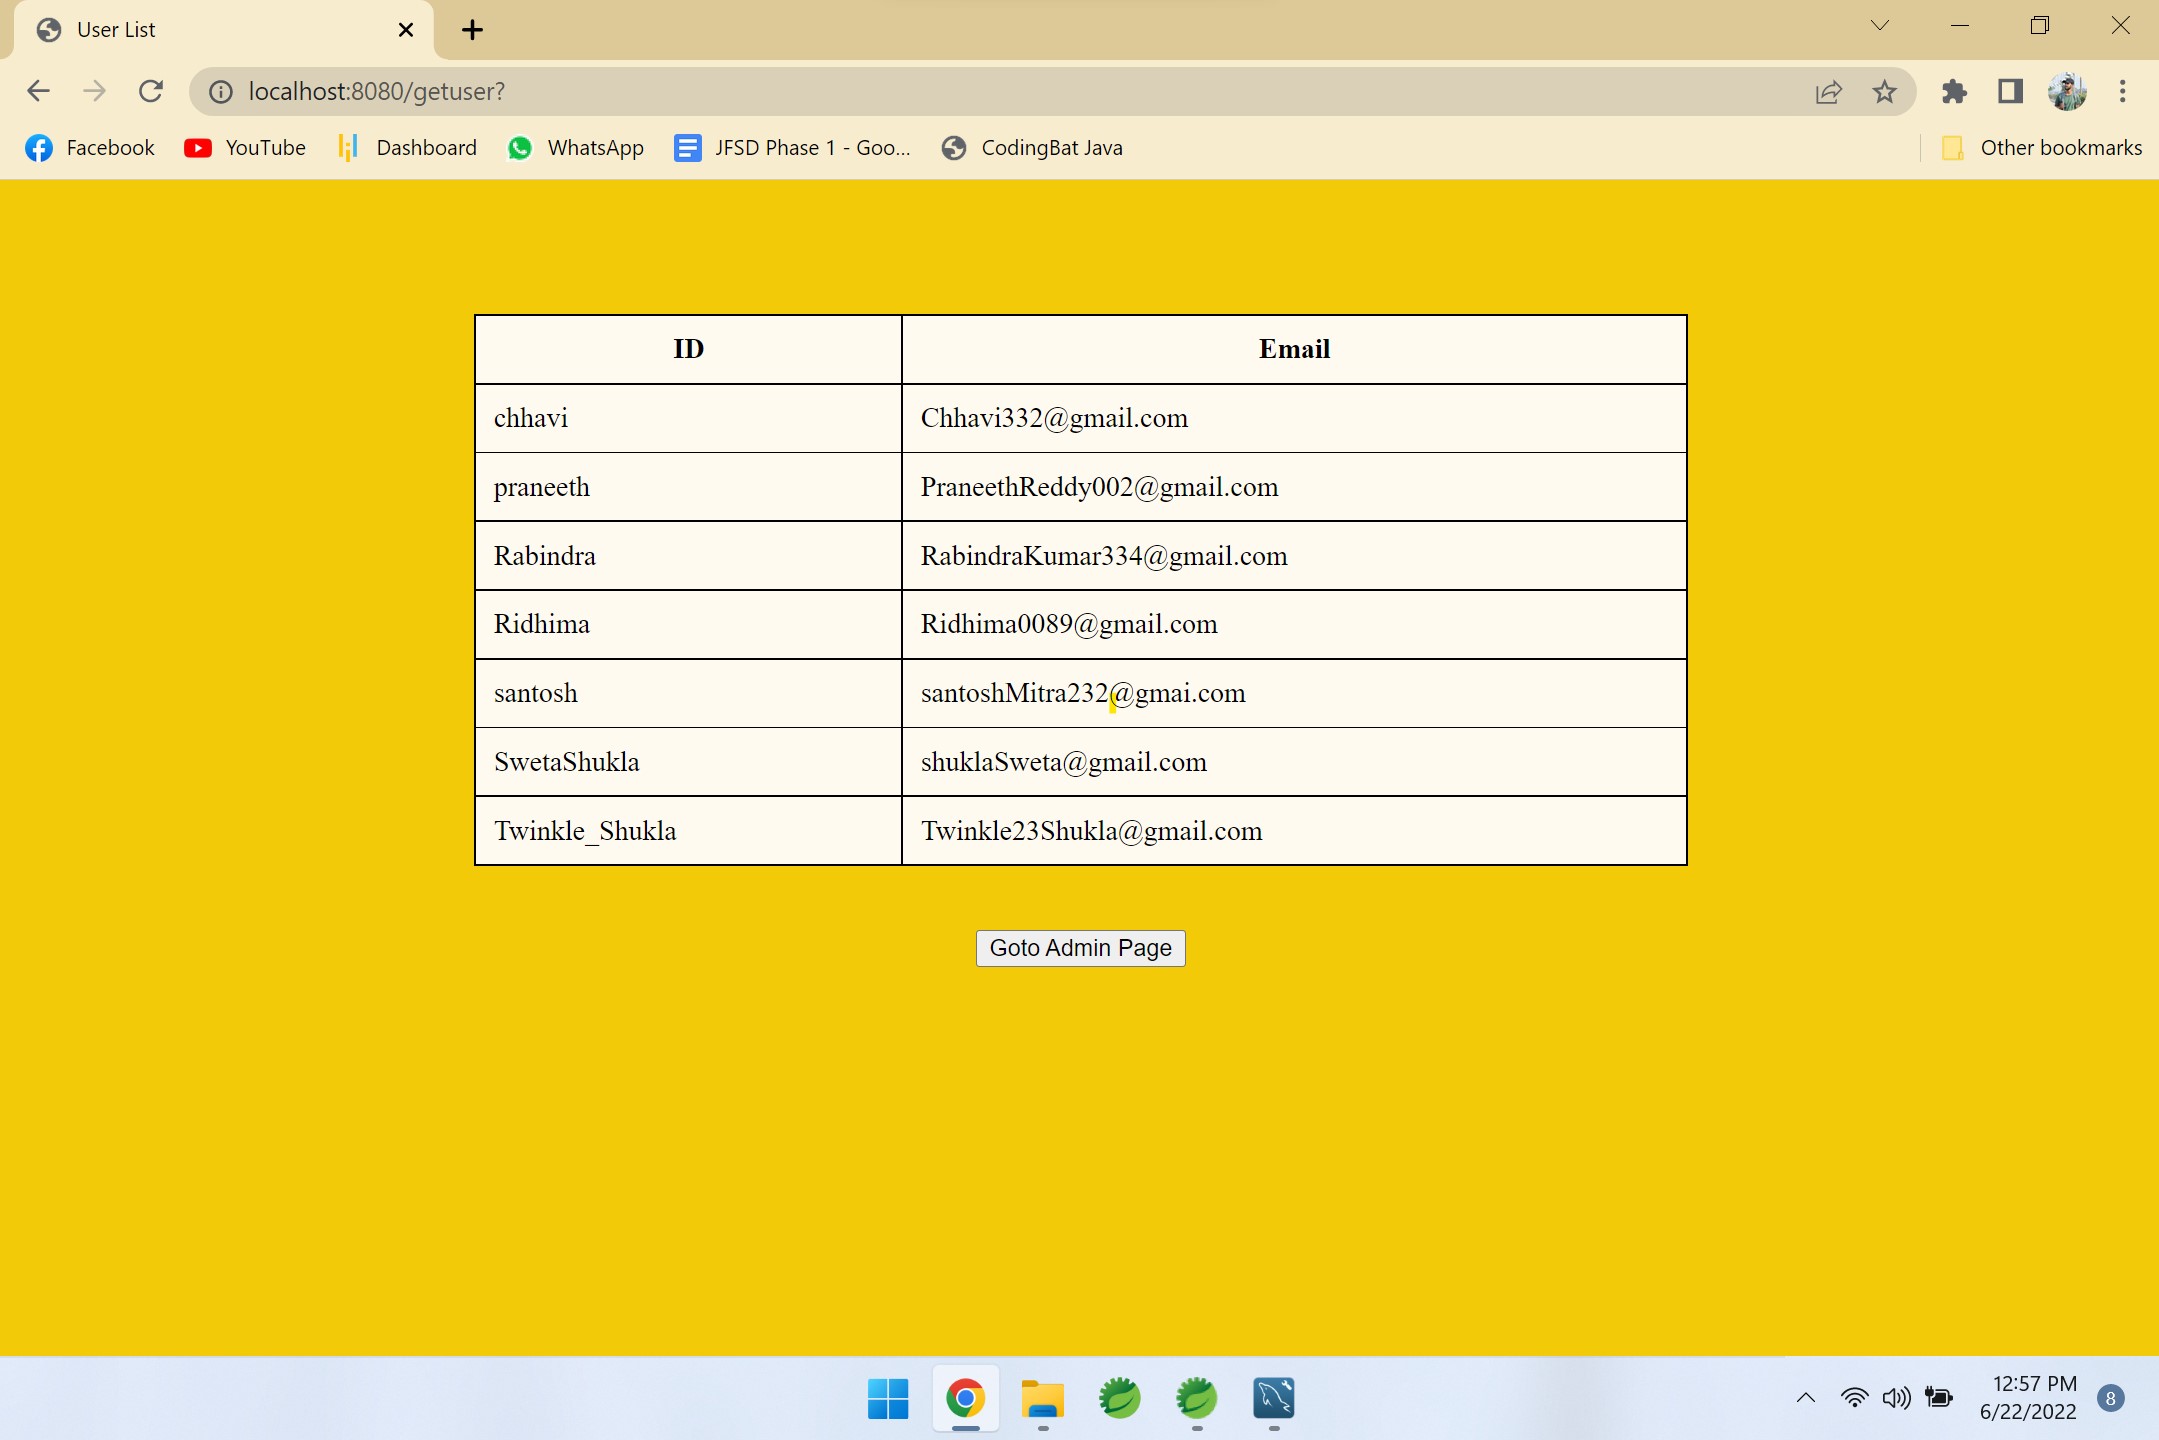 User List
localhost:8080/getuser?
Facebook YouTube Dashboard WhatsApp JFSD Phase 1 - Goo... CodingBat Java Other bookmarks
ID Email
chhavi Chhavi332@gmail.com
praneeth PraneethReddy002@gmail.com
Rabindra RabindraKumar334@gmail.com
Ridhima Ridhima0089@gmail.com
santosh santoshMitra232@gmai.com
SwetaShukla shuklaSweta@gmail.com
Twinkle_Shukla Twinkle23Shukla@gmail.com
Goto Admin Page
12:57 PM
6/22/2022
8